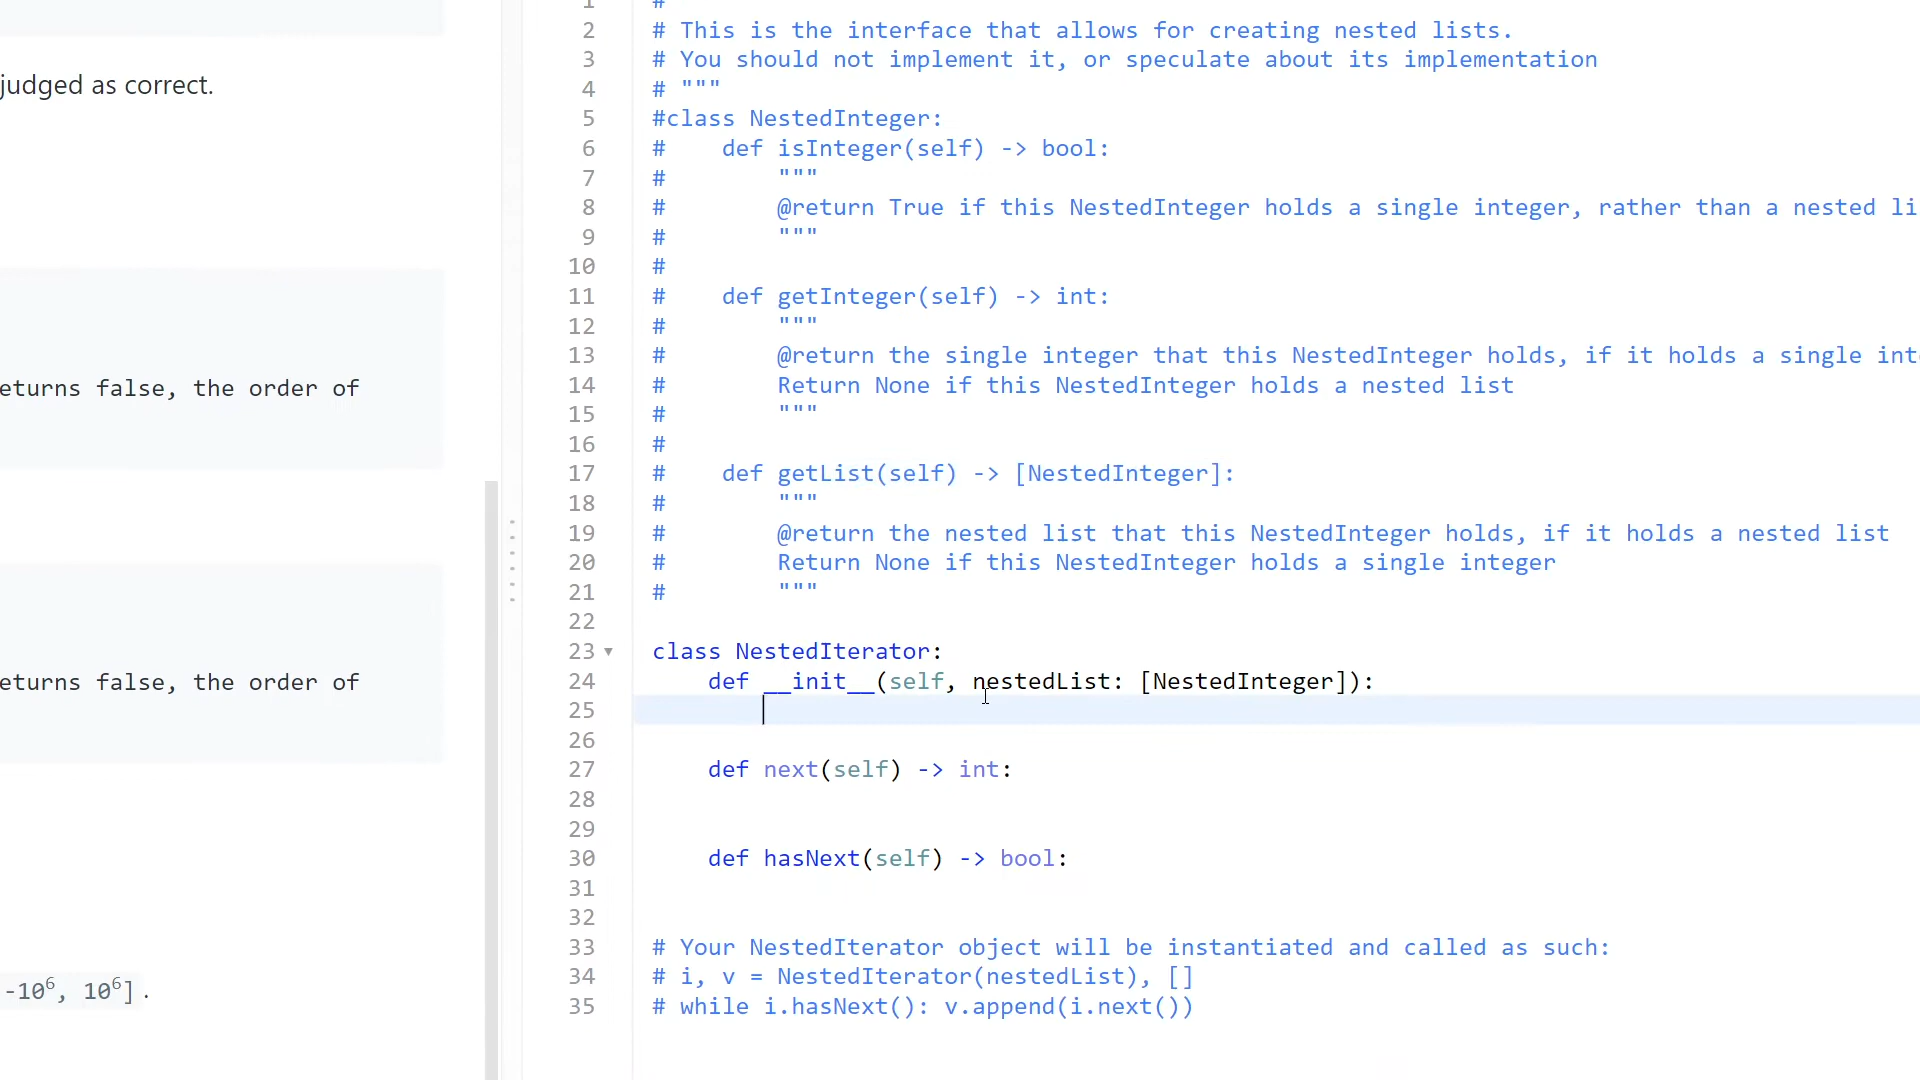 judged as correct.
eturns false, the order of
eturns false, the order of
-10⁶, 10⁶] .
1 #
2 # This is the interface that allows for creating nested lists.
3 # You should not implement it, or speculate about its implementation
4 # """
5 #class NestedInteger:
6 #    def isInteger(self) -> bool:
7 #        """
8 #        @return True if this NestedInteger holds a single integer, rather than a nested li
9 #        """
10 #
11 #    def getInteger(self) -> int:
12 #        """
13 #        @return the single integer that this NestedInteger holds, if it holds a single int
14 #        Return None if this NestedInteger holds a nested list
15 #        """
16 #
17 #    def getList(self) -> [NestedInteger]:
18 #        """
19 #        @return the nested list that this NestedInteger holds, if it holds a nested list
20 #        Return None if this NestedInteger holds a single integer
21 #        """
22
23 class NestedIterator:
24     def __init__(self, nestedList: [NestedInteger]):
25
26
27     def next(self) -> int:
28
29
30     def hasNext(self) -> bool:
31
32
33 # Your NestedIterator object will be instantiated and called as such:
34 # i, v = NestedIterator(nestedList), []
35 # while i.hasNext(): v.append(i.next())